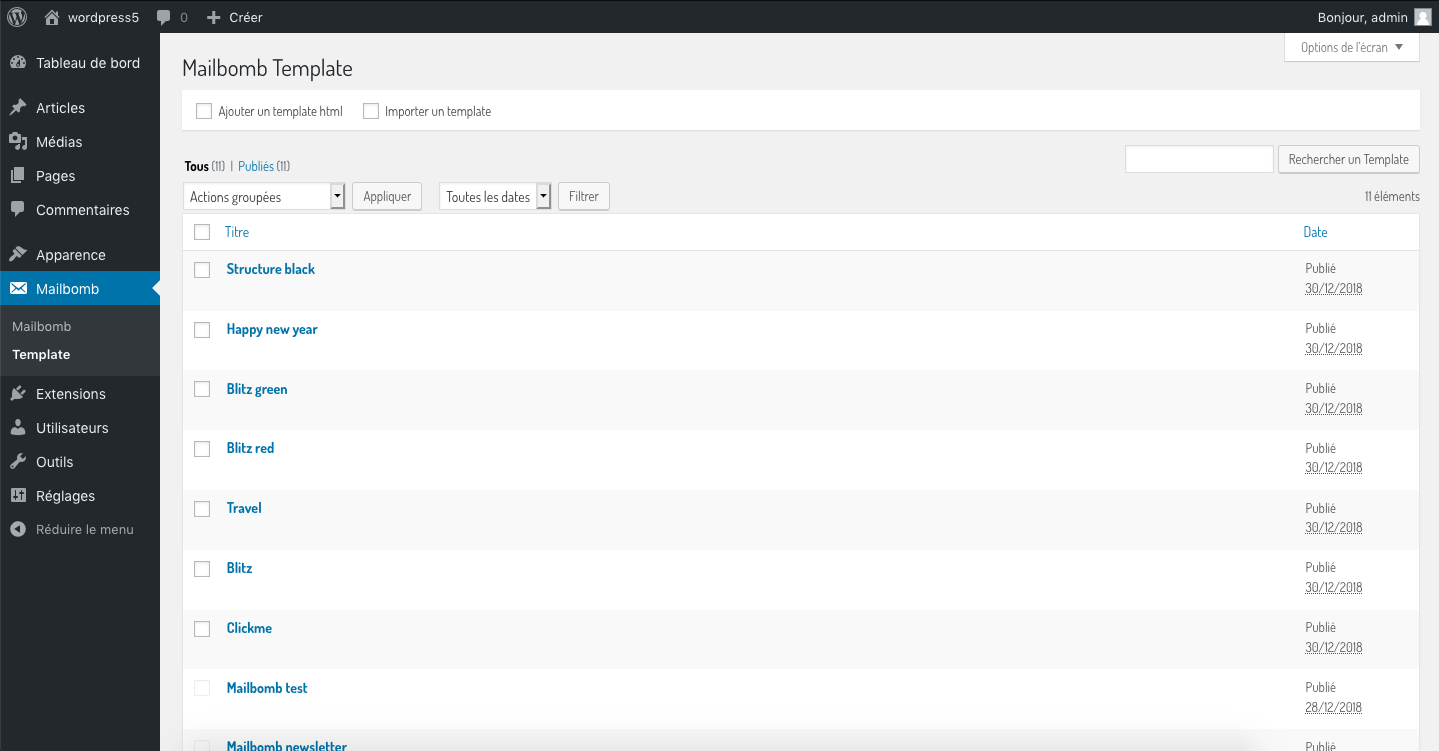 wordpress5 0 Créer Bonjour, admin
Options de l'écran
Tableau de bord
Articles
Médias
Pages
Commentaires
Apparence
Mailbomb
Mailbomb
Template
Extensions
Utilisateurs
Outils
Réglages
Réduire le menu
Mailbomb Template
Ajouter un template html Importer un template
Tous (11) | Publiés (11)
Rechercher un Template
Actions groupées Appliquer Toutes les dates Filtrer 11 éléments
Titre Date
Structure black Publié
30/12/2018
Happy new year Publié
30/12/2018
Blitz green Publié
30/12/2018
Blitz red Publié
30/12/2018
Travel Publié
30/12/2018
Blitz Publié
30/12/2018
Clickme Publié
30/12/2018
Mailbomb test Publié
28/12/2018
Mailbomb newsletter Publié